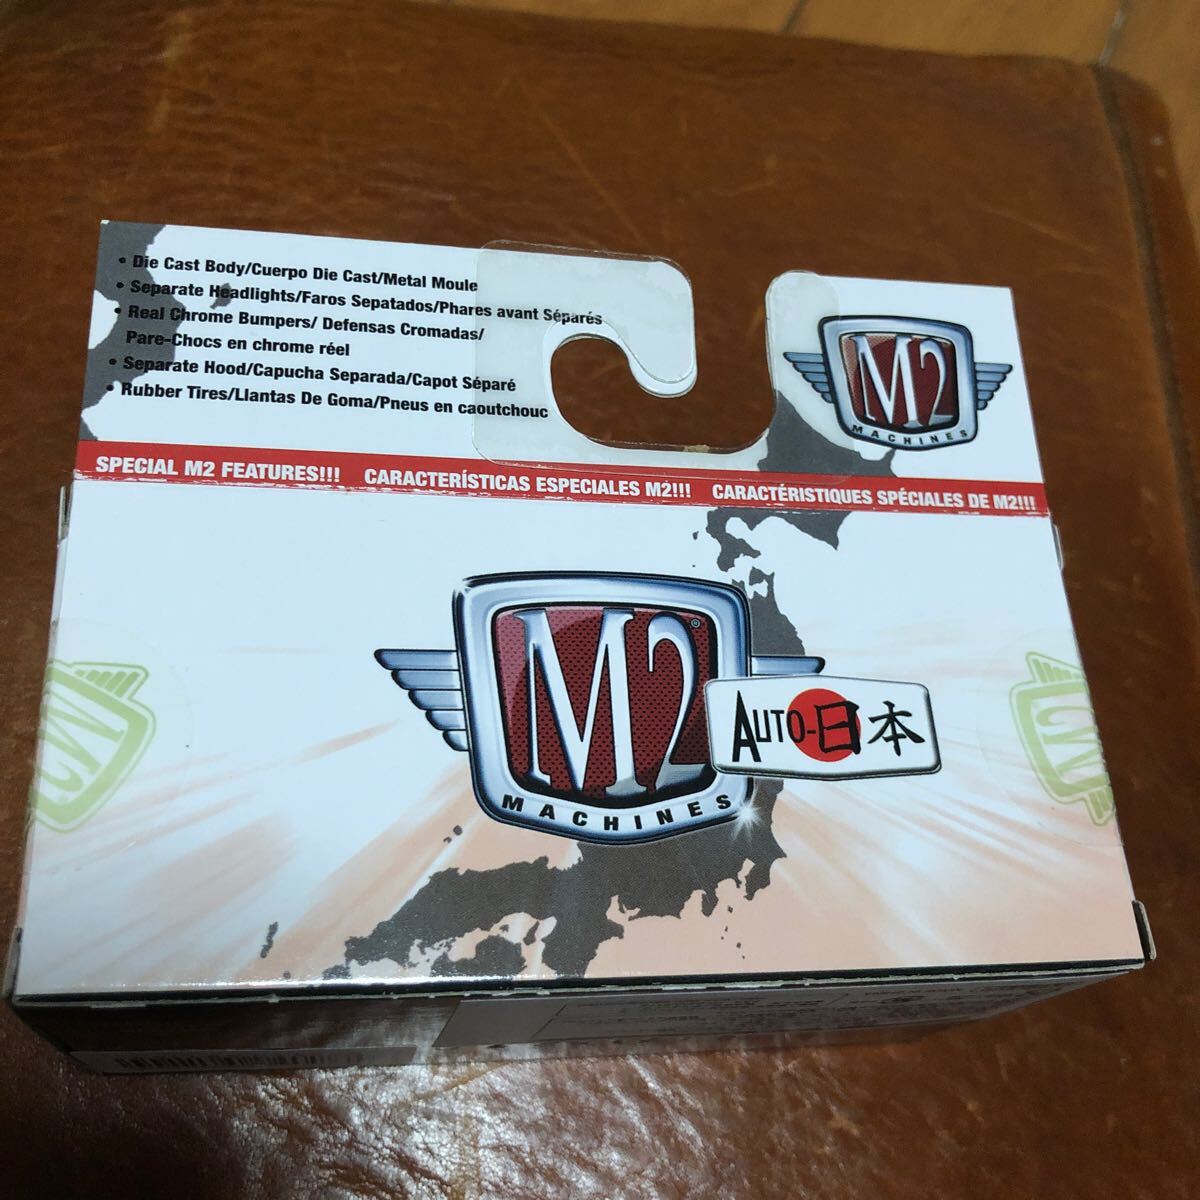 • Die Cast Body/Cuerpo Die Cast/Metal Moule
• Separate Headlights/Faros Sepatados/Phares avant Séparés
• Real Chrome Bumpers/ Defensas Cromadas/
Pare-Chocs en chrome réel
• Separate Hood/Capucha Separada/Capot Séparé
• Rubber Tires/Llantas De Goma/Pneus en caoutchouc
M2
MACHINES
SPECIAL M2 FEATURES!!! CARACTERÍSTICAS ESPECIALES M2!!! CARACTÉRISTIQUES SPÉCIALES DE M2!!!
M2®
MACHINES
AUTO-日本
M2
M2